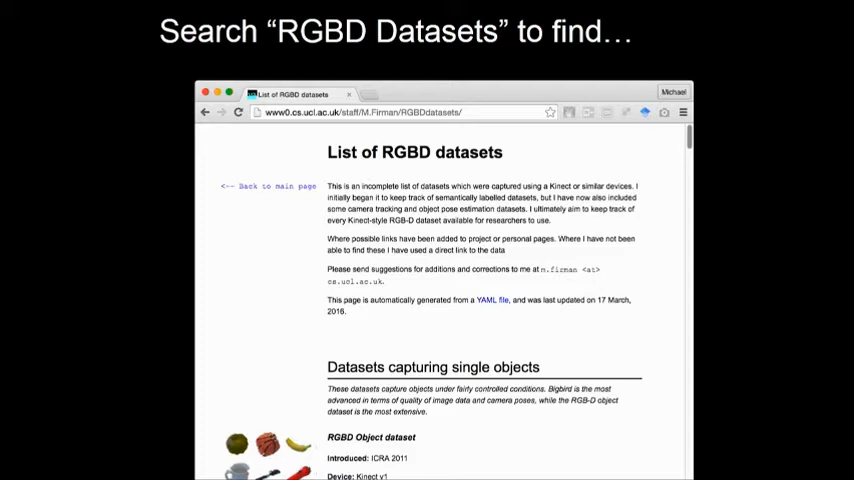 Search “RGBD Datasets” to find…
List of RGBD datasets
Michael
www0.cs.ucl.ac.uk/staff/M.Firman/RGBDdatasets/
List of RGBD datasets
<-- Back to main page
This is an incomplete list of datasets which were captured using a Kinect or similar devices. I
initially began it to keep track of semantically labelled datasets, but I have now also included
some camera tracking and object pose estimation datasets. I ultimately aim to keep track of
every Kinect-style RGB-D dataset available for researchers to use.
Where possible links have been added to project or personal pages. Where I have not been
able to find these I have used a direct link to the data
Please send suggestions for additions and corrections to me at m.firman <at>
cs.ucl.ac.uk.
This page is automatically generated from a YAML file, and was last updated on 17 March,
2016.
Datasets capturing single objects
These datasets capture objects under fairly controlled conditions. Bigbird is the most
advanced in terms of quality of image data and camera poses, while the RGB-D object
dataset is the most extensive.
RGBD Object dataset
Introduced: ICRA 2011
Device: Kinect v1